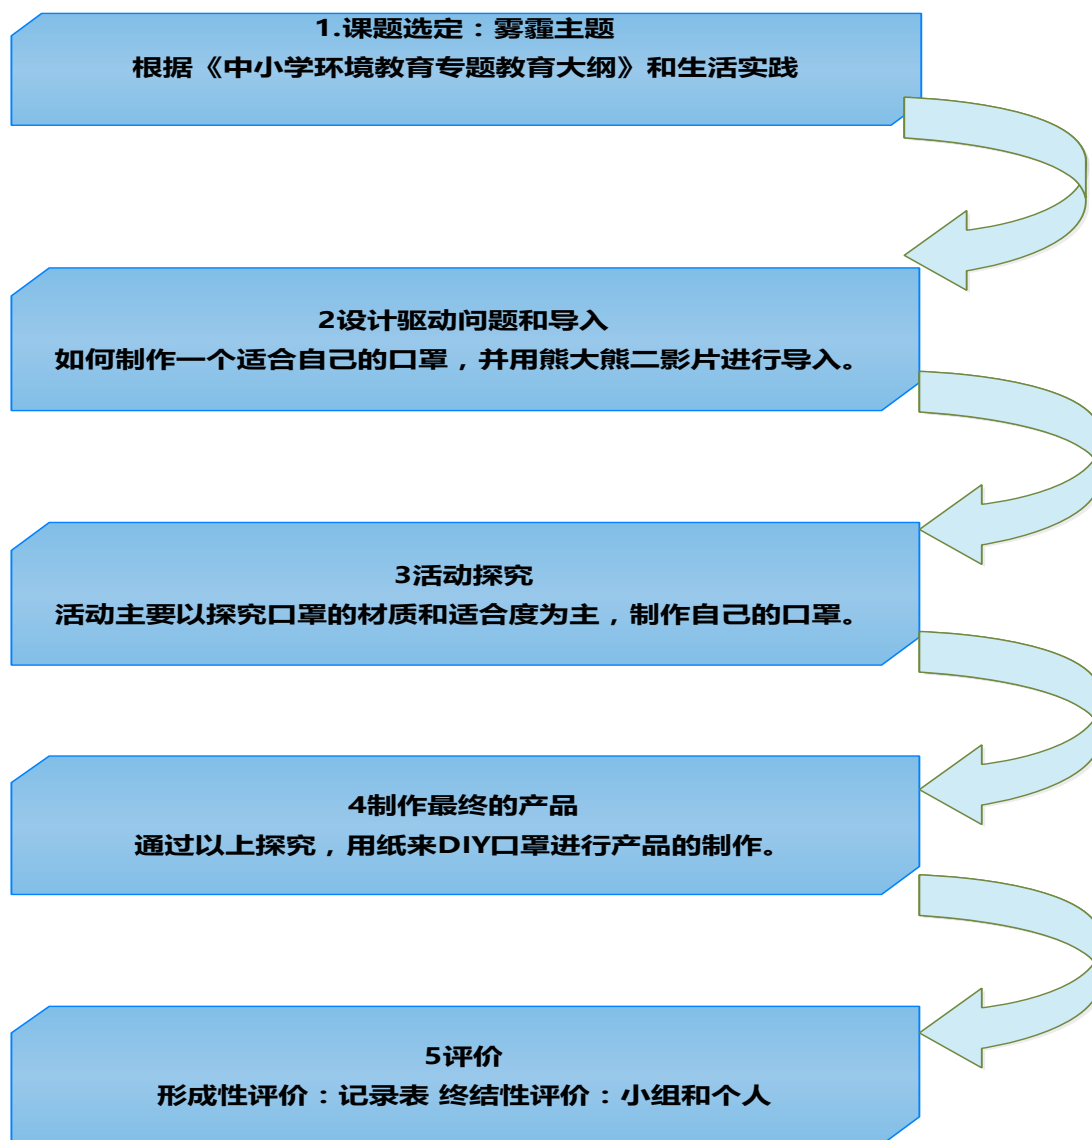 1.课题选定：雾霾主题
根据《中小学环境教育专题教育大纲》和生活实践
2设计驱动问题和导入
如何制作一个适合自己的口罩，并用熊大熊二影片进行导入。
3活动探究
活动主要以探究口罩的材质和适合度为主，制作自己的口罩。
4制作最终的产品
通过以上探究，用纸来DIY口罩进行产品的制作。
5评价
形成性评价：记录表 终结性评价：小组和个人